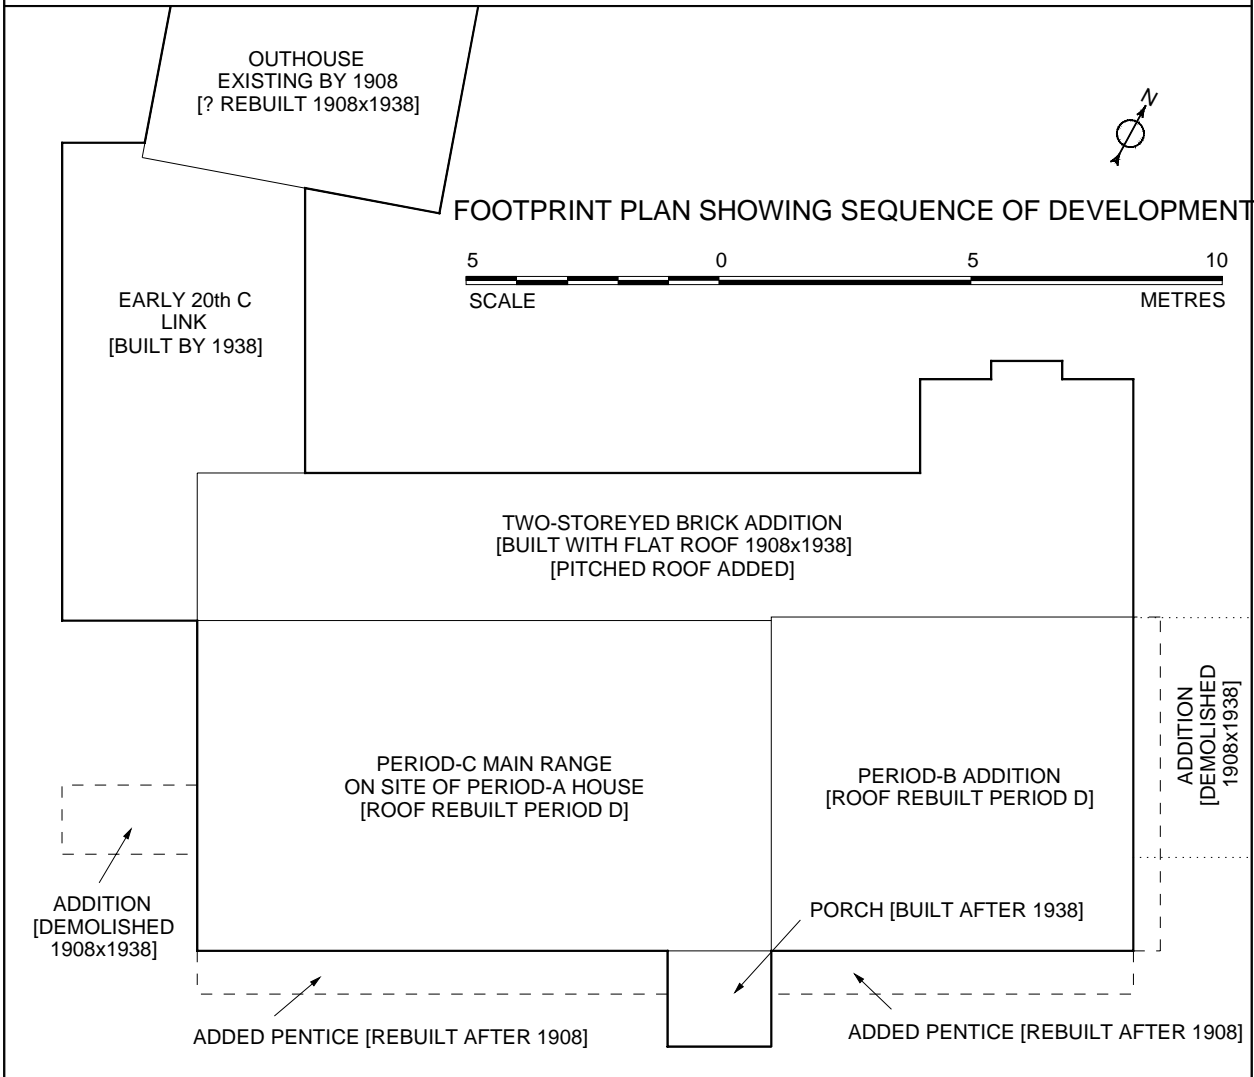 OUTHOUSE
EXISTING BY 1908
[? REBUILT 1908x1938]
N
FOOTPRINT PLAN SHOWING SEQUENCE OF DEVELOPMENT
5 0 5 10
SCALE METRES
EARLY 20th C
LINK
[BUILT BY 1938]
TWO-STOREYED BRICK ADDITION
[BUILT WITH FLAT ROOF 1908x1938]
[PITCHED ROOF ADDED]
PERIOD-C MAIN RANGE
ON SITE OF PERIOD-A HOUSE
[ROOF REBUILT PERIOD D]
PERIOD-B ADDITION
[ROOF REBUILT PERIOD D]
ADDITION
[DEMOLISHED
1908x1938]
ADDITION
[DEMOLISHED
1908x1938]
PORCH [BUILT AFTER 1938]
ADDED PENTICE [REBUILT AFTER 1908]
ADDED PENTICE [REBUILT AFTER 1908]